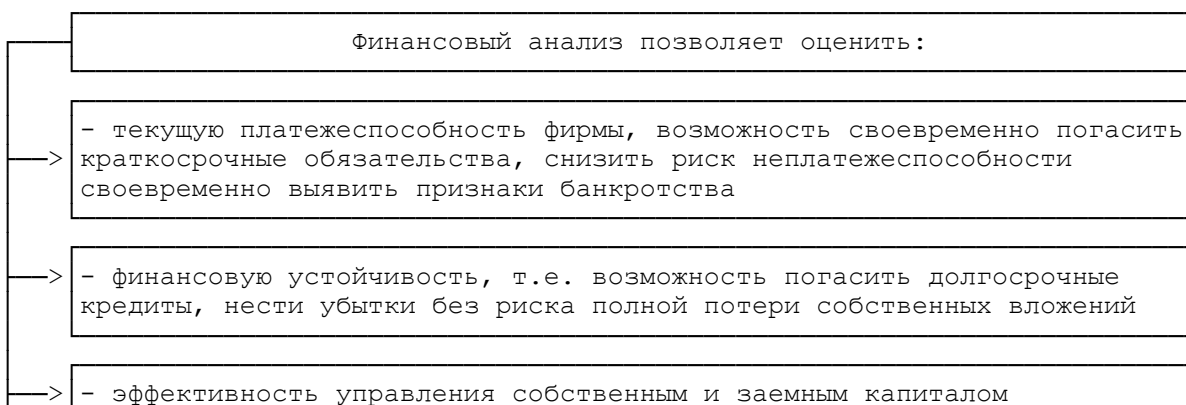 Финансовый анализ позволяет оценить:
- текущую платежеспособность фирмы, возможность своевременно погасить
краткосрочные обязательства, снизить риск неплатежеспособности
своевременно выявить признаки банкротства
- финансовую устойчивость, т.е. возможность погасить долгосрочные
кредиты, нести убытки без риска полной потери собственных вложений
- эффективность управления собственным и заемным капиталом